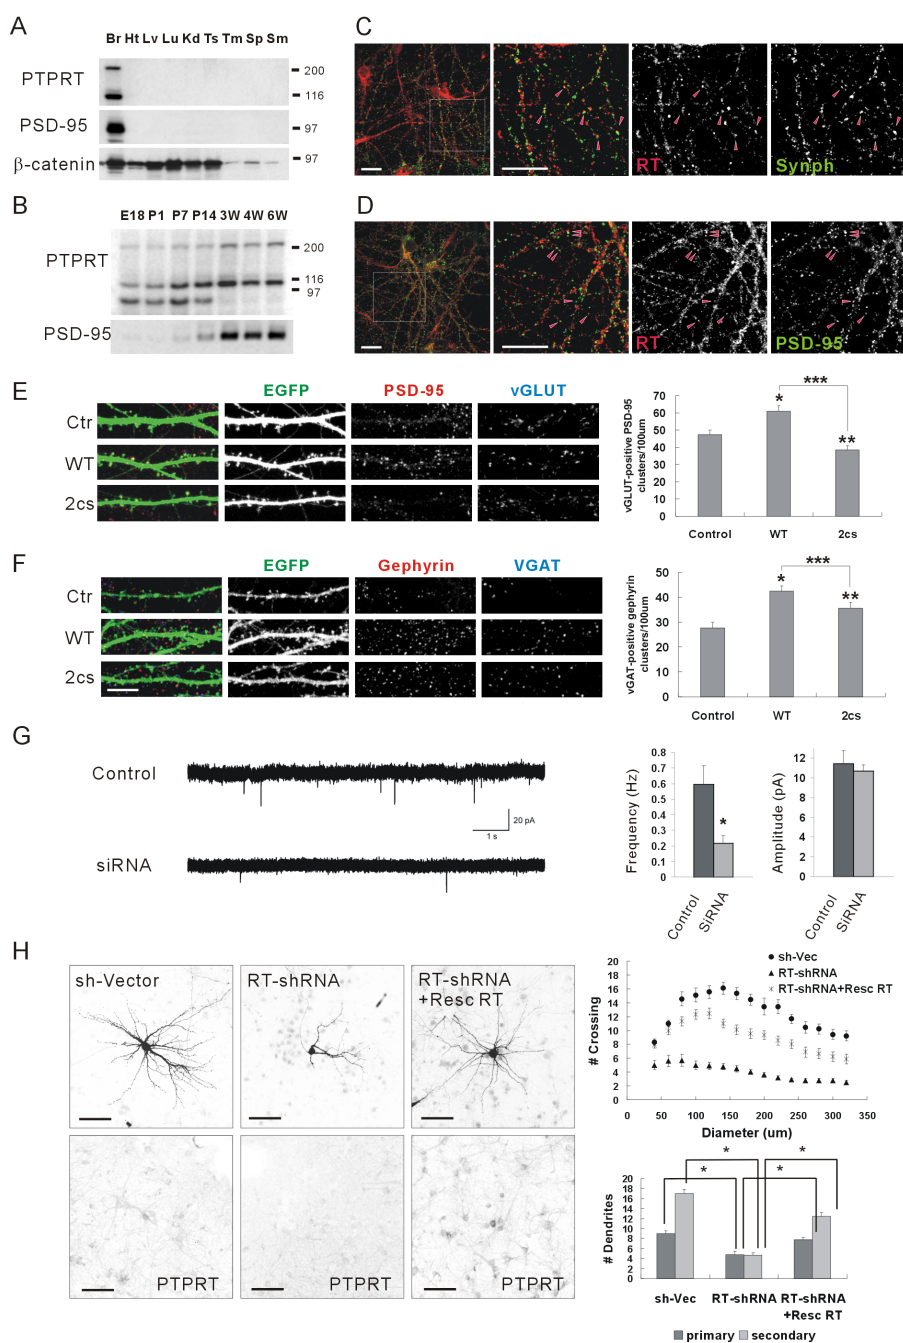 A
Br Ht Lv Lu Kd Ts Tm Sp Sm
PTPRT
200
116
PSD-95
97
β-catenin
97
B
E18 P1 P7 P14 3W 4W 6W
PTPRT
200
116
97
PSD-95
C
RT
Synph
D
RT
PSD-95
E
EGFP PSD-95 vGLUT
Ctr
WT
2cs
vGLUT-positive PSD-95
clusters/100um
70
60
50
40
30
20
10
0
*
***
**
Control WT 2cs
F
EGFP Gephyrin VGAT
Ctr
WT
2cs
vGAT-positive gephyrin
clusters/100um
50
40
30
20
10
0
*
***
**
Control WT 2cs
G
Control
20 pA
1 s
siRNA
Frequency (Hz)
0.8
0.7
0.6
0.5
0.4
0.3
0.2
0.1
0
*
Control
SiRNA
Amplitude (pA)
12
10
8
6
4
2
0
Control
SiRNA
H
sh-Vector
RT-shRNA
RT-shRNA
+Resc RT
PTPRT
PTPRT
PTPRT
sh-Vec
RT-shRNA
RT-shRNA+Resc RT
# Crossing
20
18
16
14
12
10
8
6
4
2
0
0 50 100 150 200 250 300 350
Diameter (um)
# Dendrites
20
18
16
14
12
10
8
6
4
2
0
*
*
*
*
sh-Vec RT-shRNA RT-shRNA
+Resc RT
primary secondary